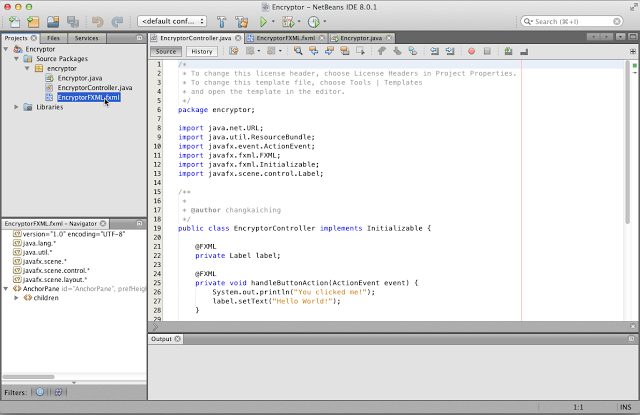 Encryptor – NetBeans IDE 8.0.1
<default conf...
Search (⌘+I)
Projects
Files
Services
Encryptor
Source Packages
encryptor
Encryptor.java
EncryptorController.java
EncryptorFXML.fxml
Libraries
EncryptorFXML.fxml – Navigator
version="1.0" encoding="UTF-8"
java.lang.*
java.util.*
javafx.scene.*
javafx.scene.control.*
javafx.scene.layout.*
AnchorPane id="AnchorPane", prefHeigh
children
Filters:
EncryptorController.java
EncryptorFXML.fxml
Encryptor.java
Source
History
1 /*
2 * To change this license header, choose License Headers in Project Properties.
3 * To change this template file, choose Tools | Templates
4 * and open the template in the editor.
5 */
6 package encryptor;
7
8 import java.net.URL;
9 import java.util.ResourceBundle;
10 import javafx.event.ActionEvent;
11 import javafx.fxml.FXML;
12 import javafx.fxml.Initializable;
13 import javafx.scene.control.Label;
14
15 /**
16 *
17 * @author changkaiching
18 */
19 public class EncryptorController implements Initializable {
20
21 @FXML
22 private Label label;
23
24 @FXML
25 private void handleButtonAction(ActionEvent event) {
26 System.out.println("You clicked me!");
27 label.setText("Hello World!");
28 }
Output
1:1
INS